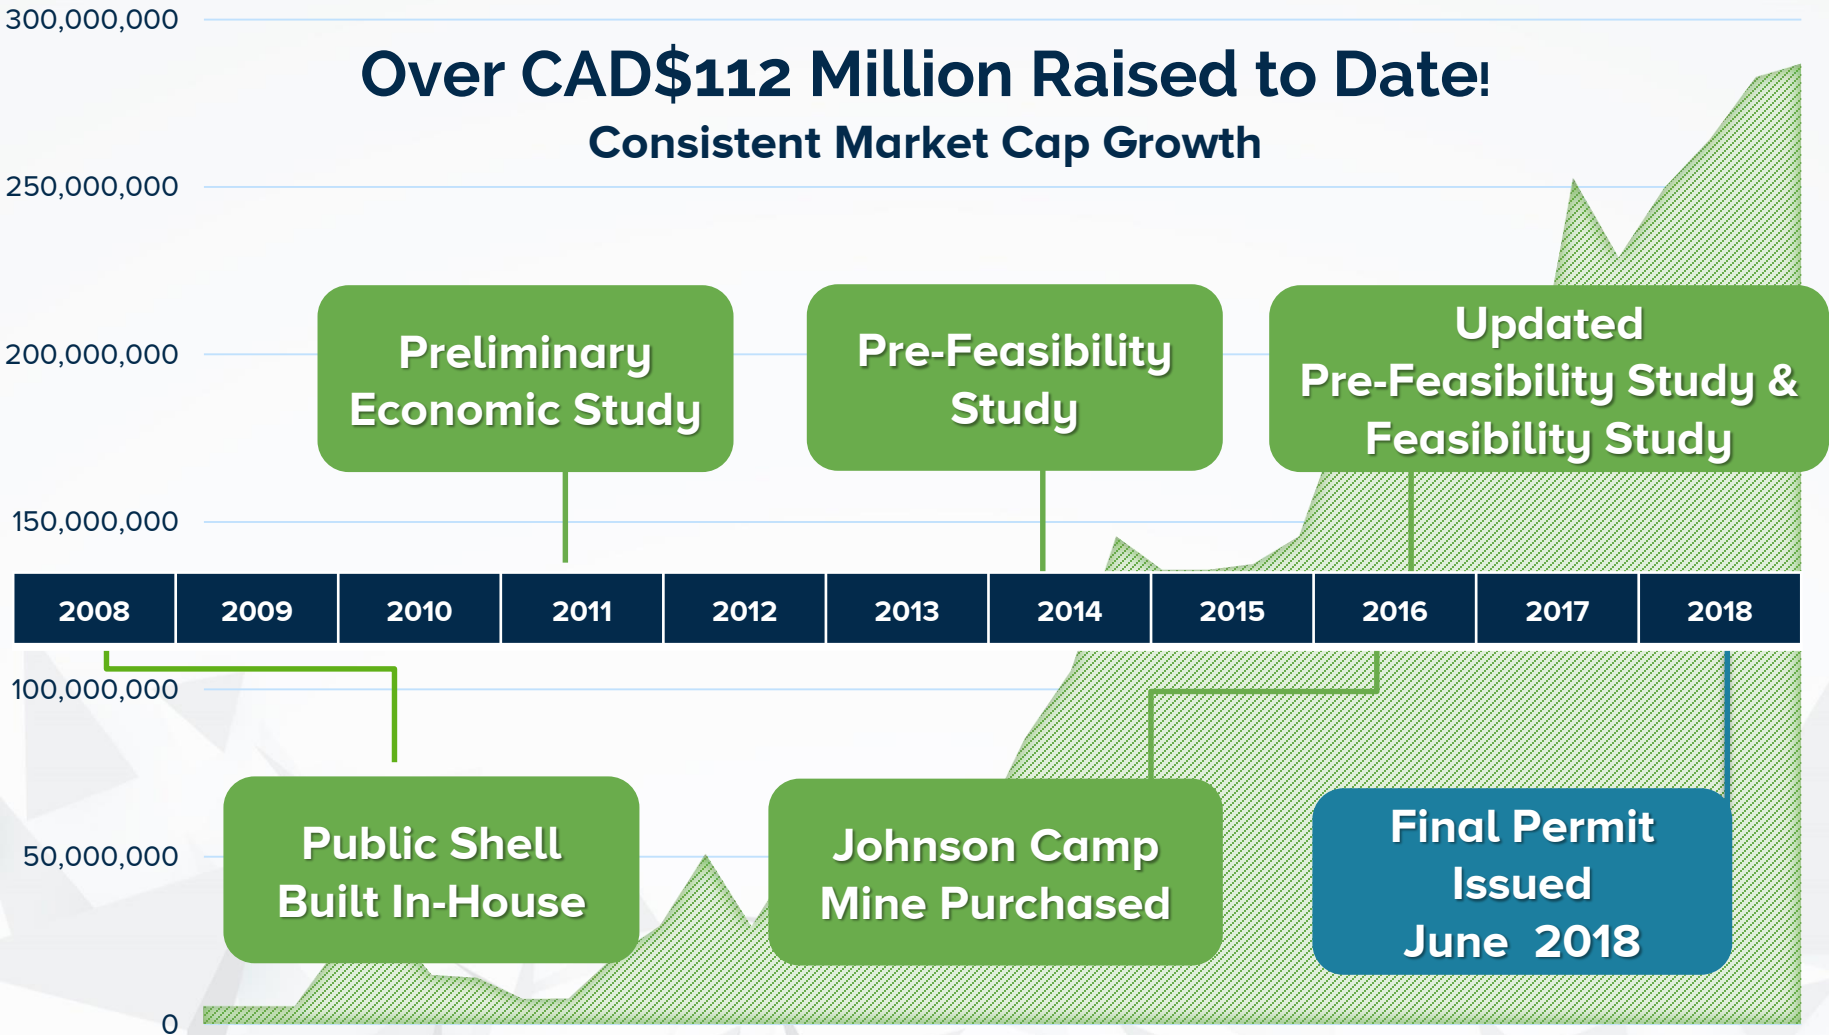 300,000,000
Over CAD$112 Million Raised to Date!
Consistent Market Cap Growth
250,000,000
200,000,000
Preliminary
Economic Study
Pre-Feasibility
Study
Updated
Pre-Feasibility Study &
Feasibility Study
150,000,000
2008 2009 2010 2011 2012 2013 2014 2015 2016 2017 2018
100,000,000
50,000,000
Public Shell
Built In-House
Johnson Camp
Mine Purchased
Final Permit
Issued
June 2018
0